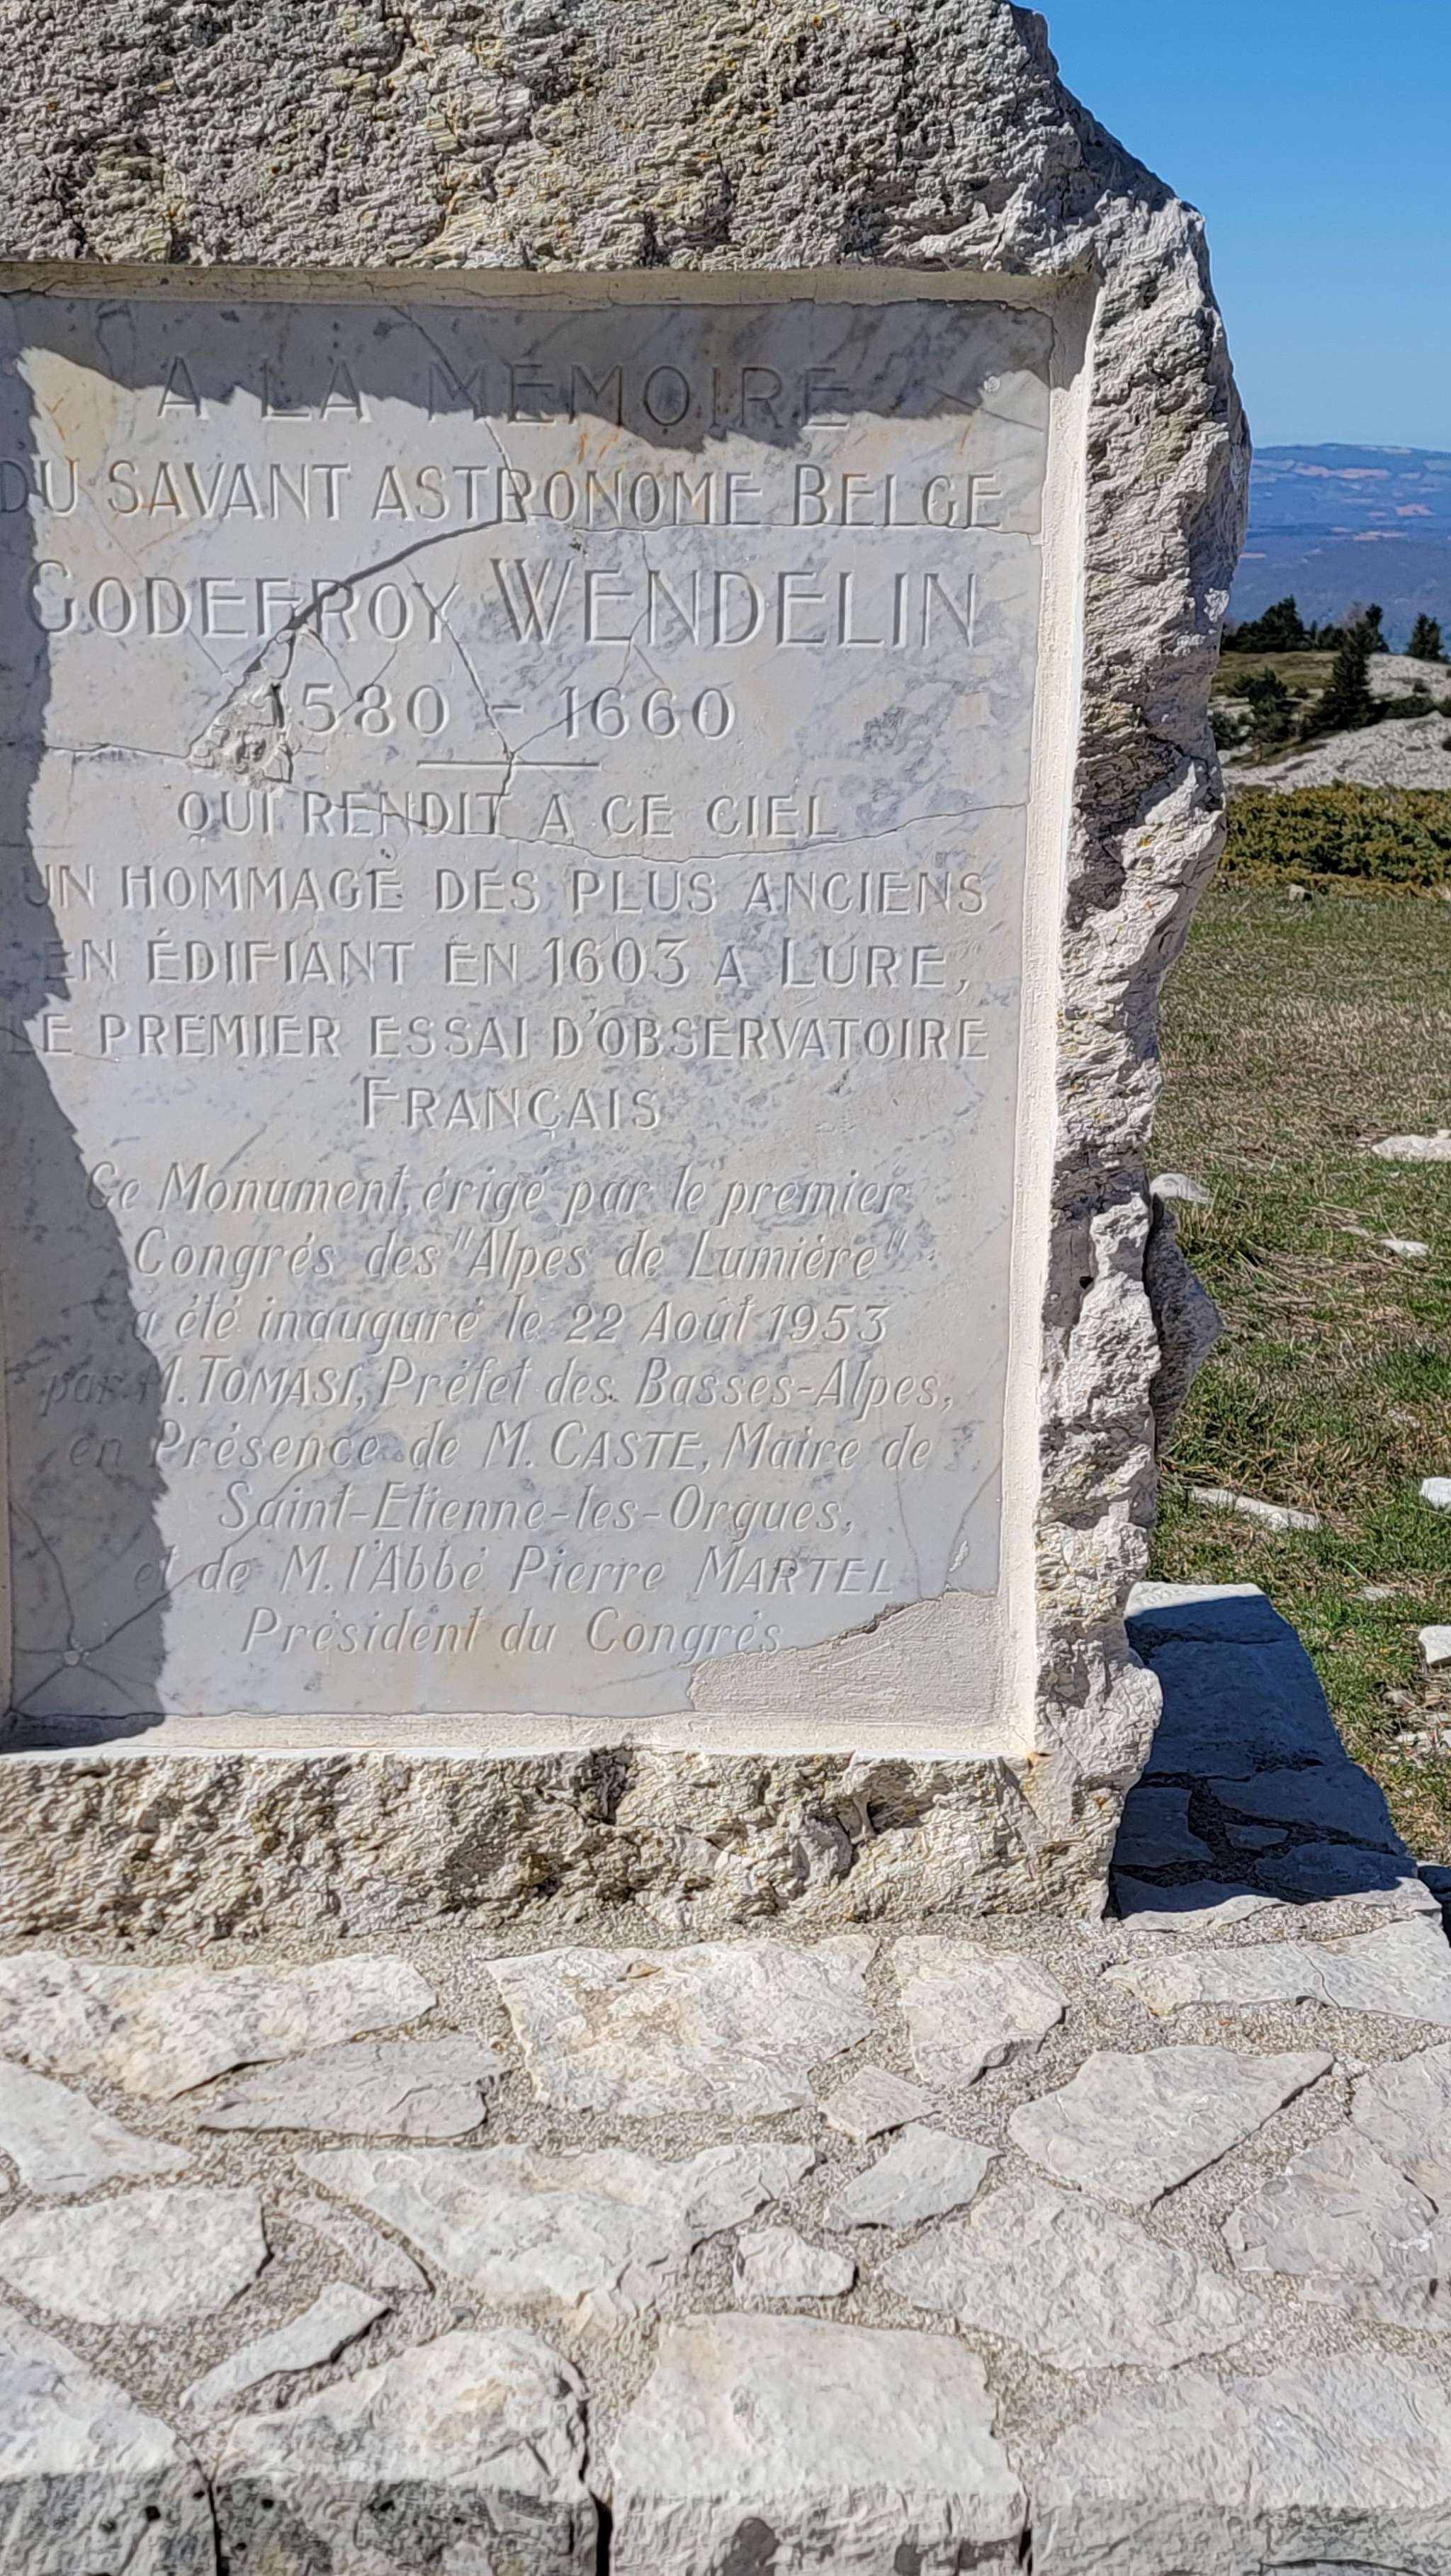 A LA MÉMOIRE
DU SAVANT ASTRONOME BELGE
GODEFROY WENDELIN
1580 - 1660
QUI RENDIT A CE CIEL
UN HOMMAGE DES PLUS ANCIENS
EN ÉDIFIANT EN 1603 A LURE,
LE PREMIER ESSAI D'OBSERVATOIRE
FRANÇAIS
Ce Monument, érigé par le premier
Congrés des "Alpes de Lumière"
a été inauguré le 22 Août 1953
par M. TOMASI, Préfet des Basses-Alpes,
en Présence de M. CASTE, Maire de
Saint-Etienne-les-Orgues,
et de M. l'Abbé Pierre MARTEL
Président du Congrés